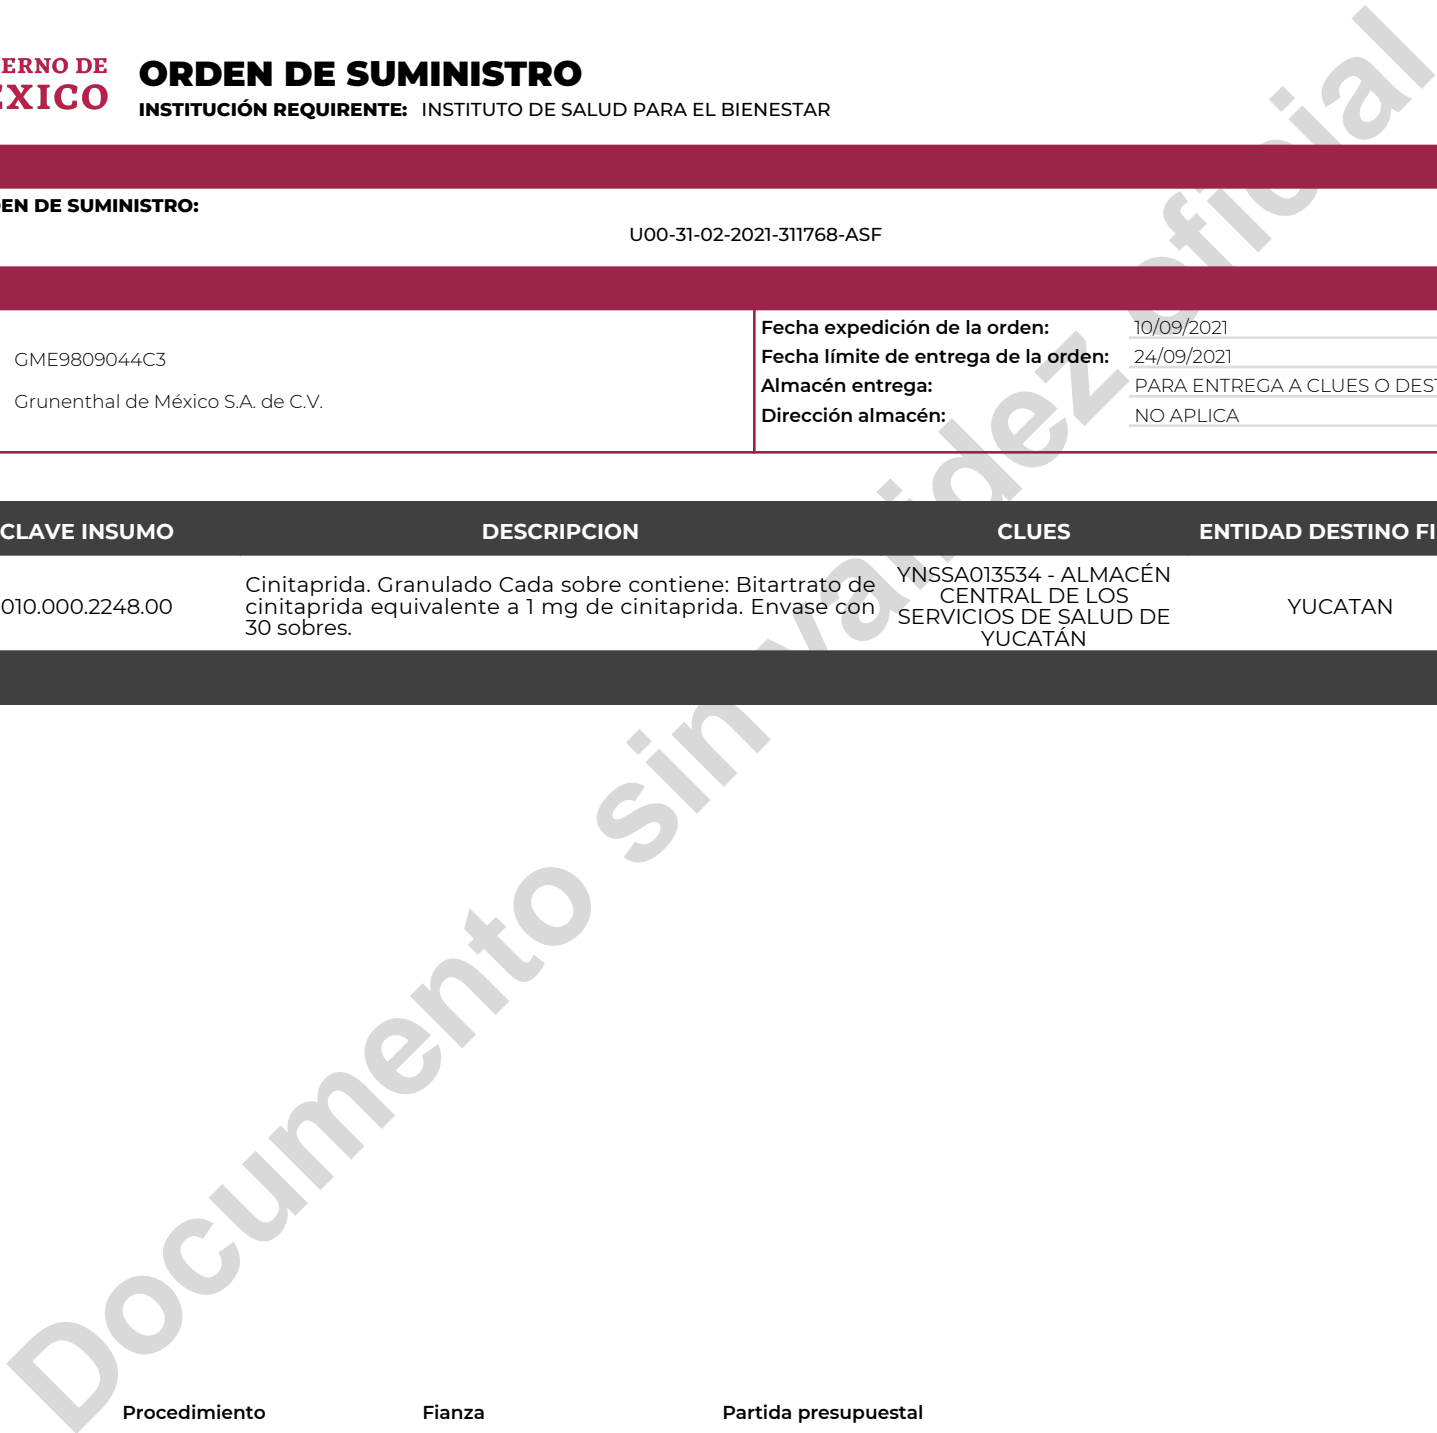 ERNO DE
ÉXICO
ORDEN DE SUMINISTRO
INSTITUCIÓN REQUIRENTE: INSTITUTO DE SALUD PARA EL BIENESTAR
EN DE SUMINISTRO:
U00-31-02-2021-311768-ASF
GME9809044C3
Grunenthal de México S.A. de C.V.
Fecha expedición de la orden: 10/09/2021
Fecha límite de entrega de la orden: 24/09/2021
Almacén entrega: PARA ENTREGA A CLUES O DEST
Dirección almacén: NO APLICA
CLAVE INSUMO DESCRIPCION CLUES ENTIDAD DESTINO FI
010.000.2248.00
Cinitaprida. Granulado Cada sobre contiene: Bitartrato de
cinitaprida equivalente a 1 mg de cinitaprida. Envase con
30 sobres.
YNSSA013534 - ALMACÉN
CENTRAL DE LOS
SERVICIOS DE SALUD DE
YUCATÁN
YUCATAN
Documento sin validez oficial
Procedimiento Fianza Partida presupuestal